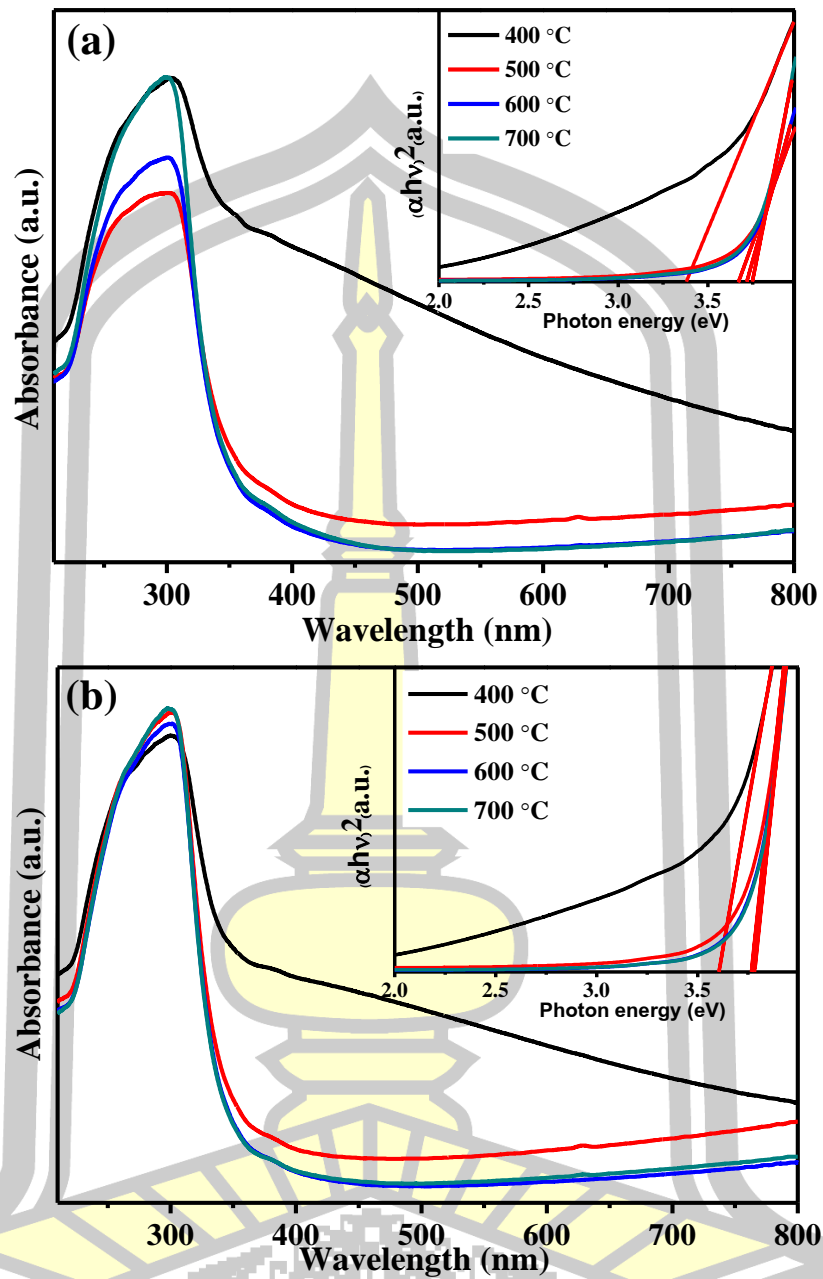 (a)
400 °C
500 °C
600 °C
700 °C
(αhν)2(a.u.)
2.0 2.5 3.0 3.5
Photon energy (eV)
Absorbance (a.u.)
300 400 500 600 700 800
Wavelength (nm)
(b)
400 °C
500 °C
600 °C
700 °C
(αhν)2(a.u.)
2.0 2.5 3.0 3.5
Photon energy (eV)
Absorbance (a.u.)
300 400 500 600 700 800
Wavelength (nm)